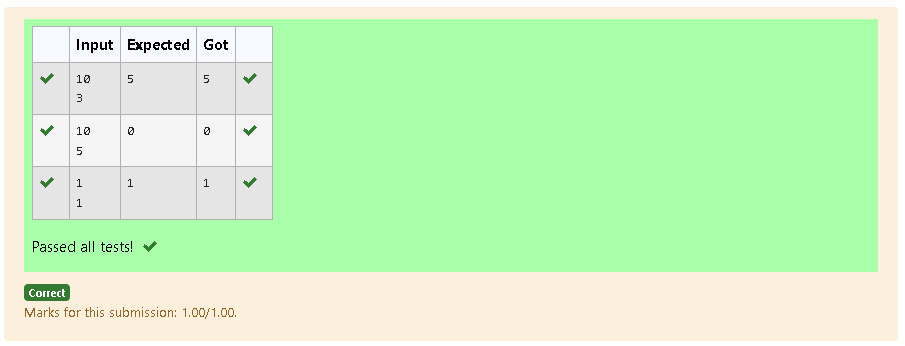 Input Expected Got
10 5 5
3
10 0 0
5
1 1 1
1
Passed all tests!
Correct
Marks for this submission: 1.00/1.00.